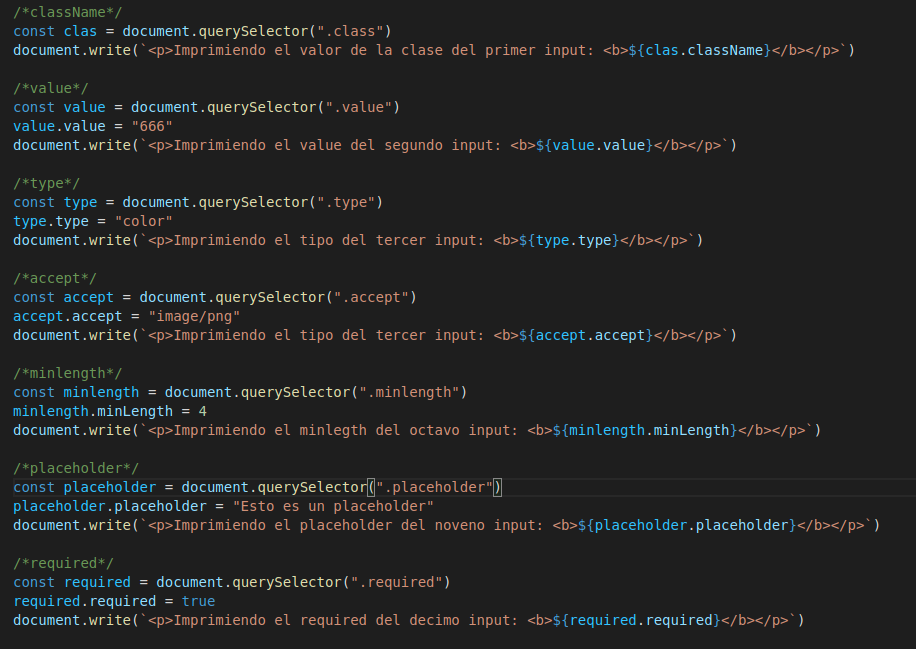 /*className*/
const clas = document.querySelector(".class")
document.write(`<p>Imprimiendo el valor de la clase del primer input: <b>${clas.className}</b></p>`)
/*value*/
const value = document.querySelector(".value")
value.value = "666"
document.write(`<p>Imprimiendo el value del segundo input: <b>${value.value}</b></p>`)
/*type*/
const type = document.querySelector(".type")
type.type = "color"
document.write(`<p>Imprimiendo el tipo del tercer input: <b>${type.type}</b></p>`)
/*accept*/
const accept = document.querySelector(".accept")
accept.accept = "image/png"
document.write(`<p>Imprimiendo el tipo del tercer input: <b>${accept.accept}</b></p>`)
/*minlength*/
const minlength = document.querySelector(".minlength")
minlength.minLength = 4
document.write(`<p>Imprimiendo el minlegth del octavo input: <b>${minlength.minLength}</b></p>`)
/*placeholder*/
const placeholder = document.querySelector(".placeholder")
placeholder.placeholder = "Esto es un placeholder"
document.write(`<p>Imprimiendo el placeholder del noveno input: <b>${placeholder.placeholder}</b></p>`)
/*required*/
const required = document.querySelector(".required")
required.required = true
document.write(`<p>Imprimiendo el required del decimo input: <b>${required.required}</b></p>`)